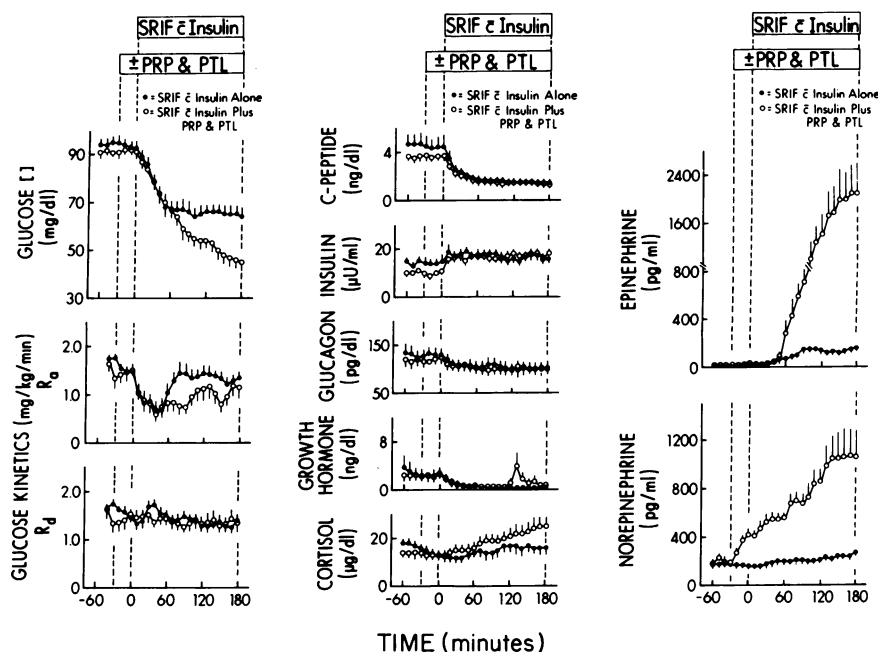 SRIF c̄ Insulin
± PRP & PTL
• = SRIF c̄ Insulin Alone
○ = SRIF c̄ Insulin Plus
PRP & PTL
GLUCOSE [ ]
(mg/dl)
90
70
50
30
GLUCOSE KINETICS (mg/kg/min)
Ra
2.0
1.0
0
Rd
2.0
1.0
0
-60 0 60 120 180
SRIF c̄ Insulin
± PRP & PTL
• = SRIF c̄ Insulin Alone
○ = SRIF c̄ Insulin Plus
PRP & PTL
C-PEPTIDE
(ng/dl)
4
0
INSULIN
(µU/ml)
30
15
0
GLUCAGON
(pg/dl)
150
100
50
GROWTH
HORMONE
(ng/dl)
8
4
0
CORTISOL
(µg/dl)
20
0
-60 0 60 120 180
SRIF c̄ Insulin
± PRP & PTL
• = SRIF c̄ Insulin Alone
○ = SRIF c̄ Insulin Plus
PRP & PTL
EPINEPHRINE
(pg/ml)
2400
1600
800
400
0
NOREPINEPHRINE
(pg/ml)
1200
800
400
0
-60 0 60 120 180
TIME (minutes)